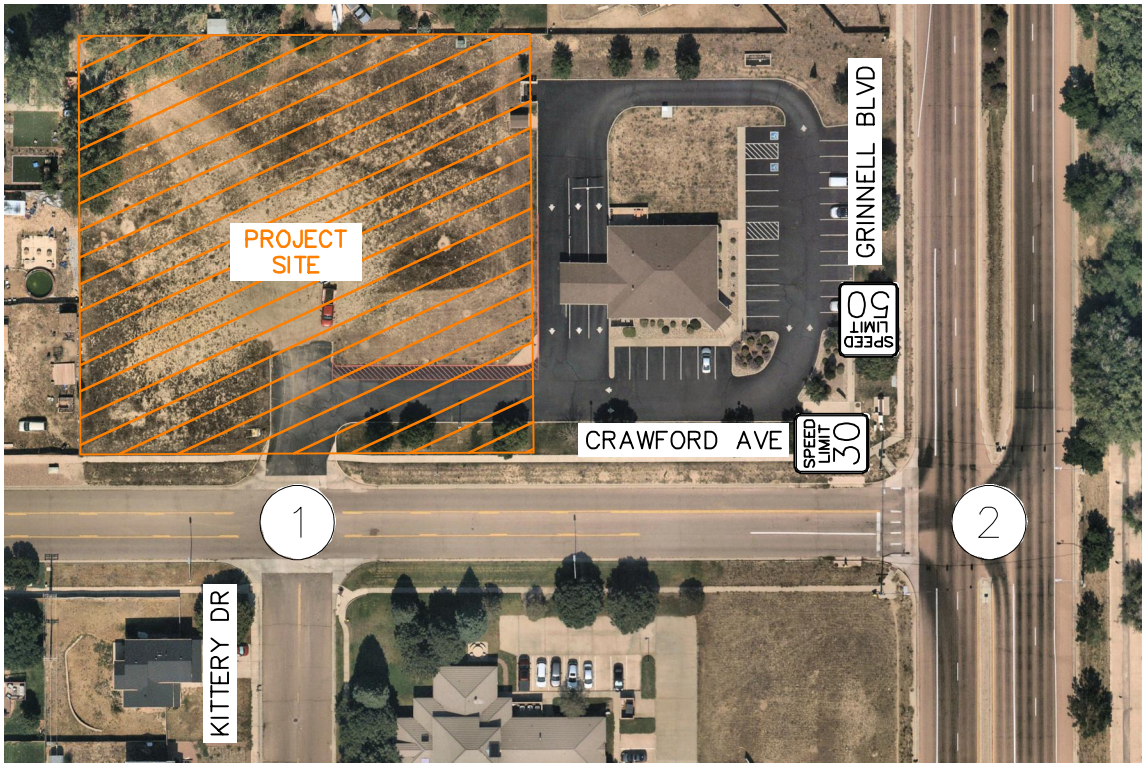 GRINNELL BLVD
PROJECT
SITE
SPEED
LIMIT
50
CRAWFORD AVE
SPEED
LIMIT
30
1
2
KITTERY DR